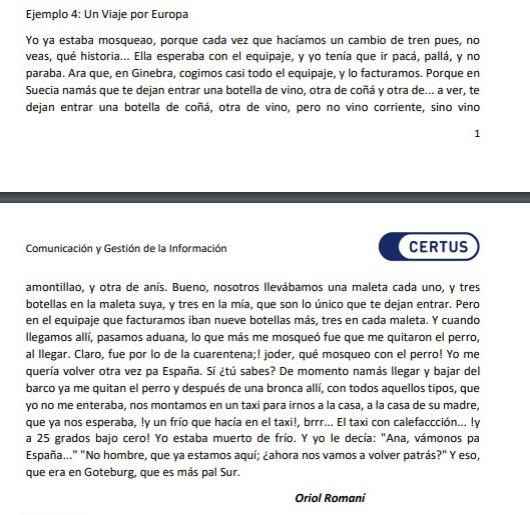 Ejemplo 4: Un Viaje por Europa
Yo ya estaba mosqueao, porque cada vez que hacíamos un cambio de tren pues, no
veas, qué historia... Ella esperaba con el equipaje, y yo tenía que ir pacá, pallá, y no
paraba. Ara que, en Ginebra, cogimos casi todo el equipaje, y lo facturamos. Porque en
Suecia namás que te dejan entrar una botella de vino, otra de coñá y otra de... a ver, te
dejan entrar una botella de coñá, otra de vino, pero no vino corriente, sino vino
1
Comunicación y Gestión de la Información
CERTUS
amontillao, y otra de anís. Bueno, nosotros llevábamos una maleta cada uno, y tres
botellas en la maleta suya, y tres en la mía, que son lo único que te dejan entrar. Pero
en el equipaje que facturamos iban nueve botellas más, tres en cada maleta. Y cuando
llegamos allí, pasamos aduana, lo que más me mosqueó fue que me quitaron el perro,
al llegar. Claro, fue por lo de la cuarentena;! joder, qué mosqueo con el perro! Yo me
quería volver otra vez pa España. Sí ¿tú sabes? De momento namás llegar y bajar del
barco ya me quitan el perro y después de una bronca allí, con todos aquellos tipos, que
yo no me enteraba, nos montamos en un taxi para irnos a la casa, a la casa de su madre,
que ya nos esperaba, !y un frío que hacía en el taxi!, brrr... El taxi con calefaccción... !y
a 25 grados bajo cero! Yo estaba muerto de frío. Y yo le decía: "Ana, vámonos pa
España..." "No hombre, que ya estamos aquí; ¿ahora nos vamos a volver patrás?" Y eso,
que era en Goteburg, que es más pal Sur.
Oriol Romaní